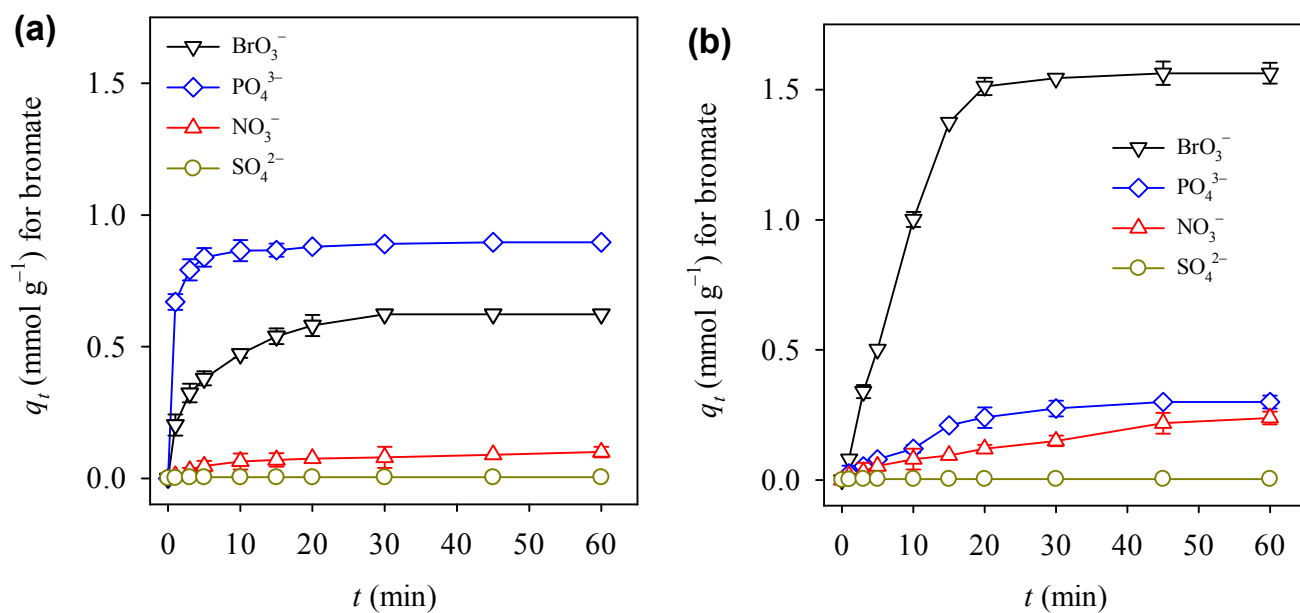 (a)
BrO₃⁻
PO₄³⁻
NO₃⁻
SO₄²⁻
1.5
1.0
0.5
0.0
qₜ (mmol g⁻¹) for bromate
0 10 20 30 40 50 60
t (min)
(b)
BrO₃⁻
PO₄³⁻
NO₃⁻
SO₄²⁻
1.5
1.0
0.5
0.0
qₜ (mmol g⁻¹) for bromate
0 10 20 30 40 50 60
t (min)